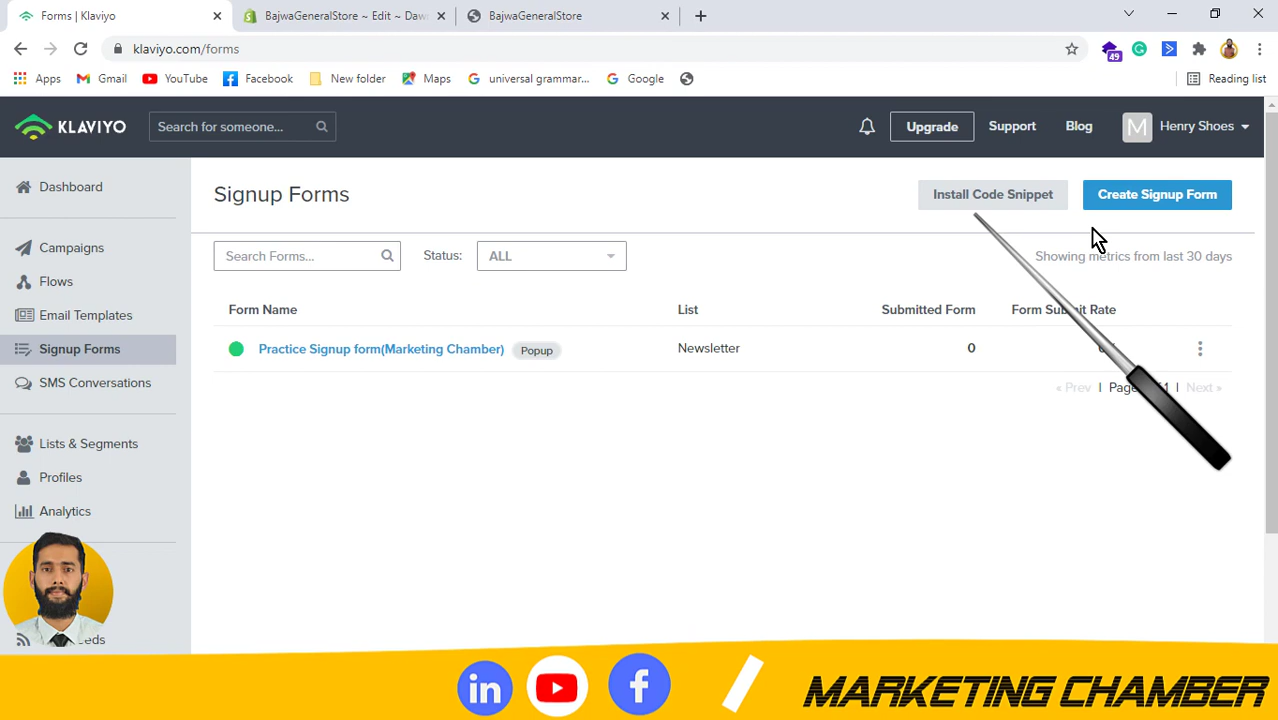 Forms | Klaviyo
BajwaGeneralStore ~ Edit ~ Daw
BajwaGeneralStore
klaviyo.com/forms
49
Apps
Gmail
YouTube
Facebook
New folder
Maps
universal grammar...
Google
Reading list
KLAVIYO
Search for someone...
Upgrade
Support
Blog
M
Henry Shoes
Dashboard
Campaigns
Flows
Email Templates
Signup Forms
SMS Conversations
Lists & Segments
Profiles
Analytics
Signup Forms
Install Code Snippet
Create Signup Form
Search Forms...
Status:
ALL
Showing metrics from last 30 days
Form Name
List
Submitted Form
Form Submit Rate
Practice Signup form(Marketing Chamber)
Popup
Newsletter
0
« Prev | Page 1 | Next »
in
f
MARKETING CHAMBER